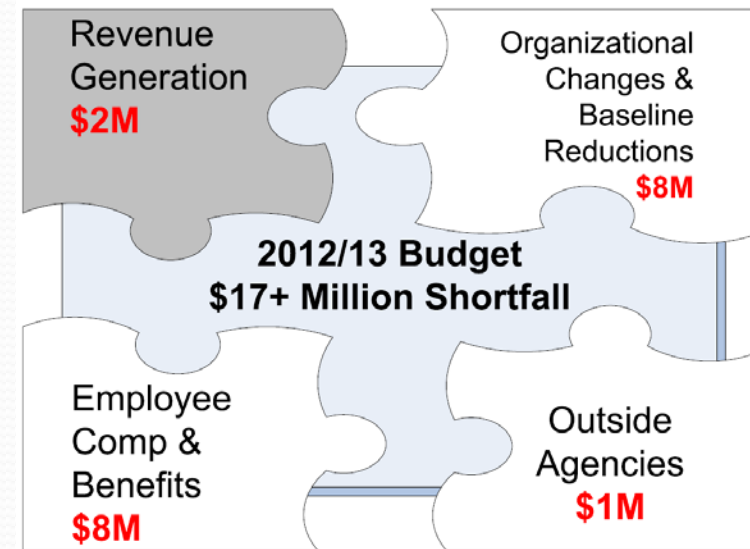 Revenue
Generation
$2M
Organizational
Changes &
Baseline
Reductions
$8M
2012/13 Budget
$17+ Million Shortfall
Employee
Comp &
Benefits
$8M
Outside
Agencies
$1M